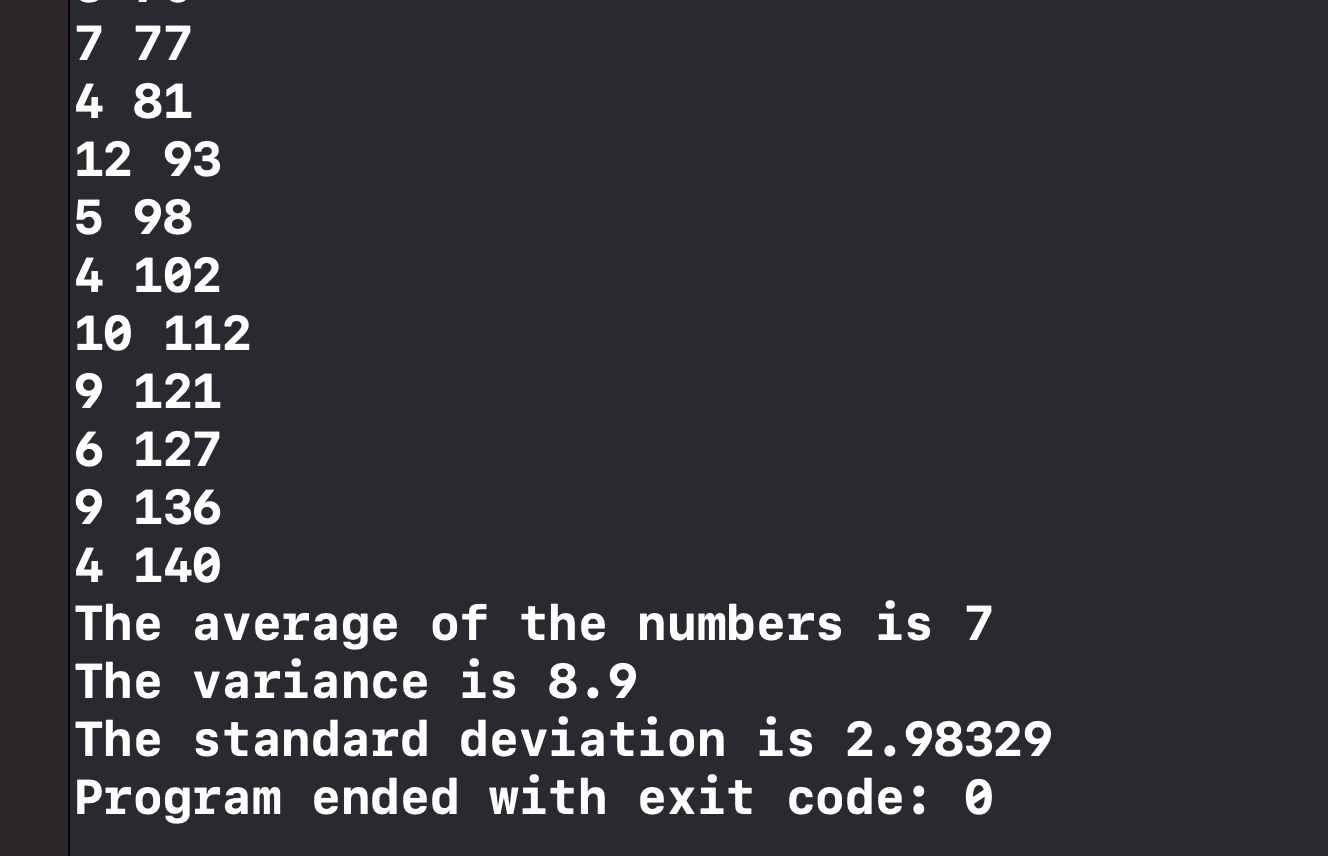 7 77
4 81
12 93
5 98
4 102
10 112
9 121
6 127
9 136
4 140
The average of the numbers is 7
The variance is 8.9
The standard deviation is 2.98329
Program ended with exit code: 0